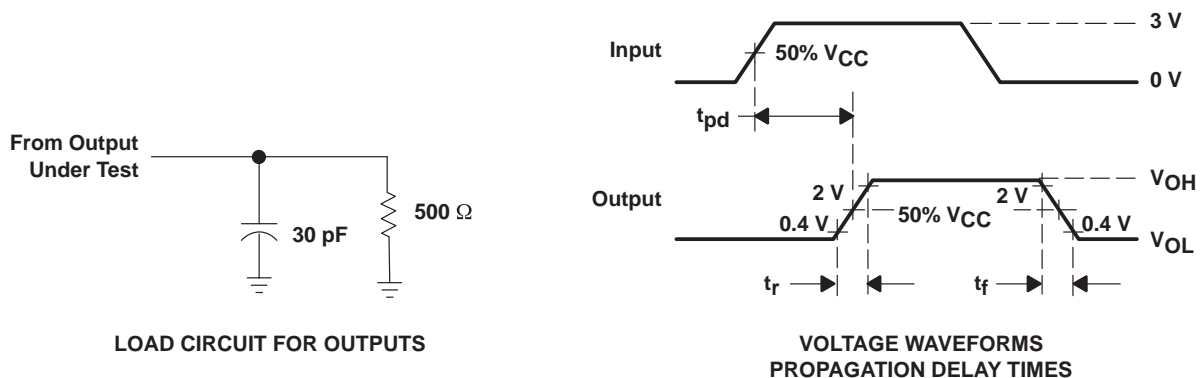 From Output
Under Test
30 pF
500 Ω
LOAD CIRCUIT FOR OUTPUTS
Input
50% VCC
3 V
0 V
tpd
Output
2 V
0.4 V
50% VCC
2 V
0.4 V
VOH
VOL
tr
tf
VOLTAGE WAVEFORMS
PROPAGATION DELAY TIMES